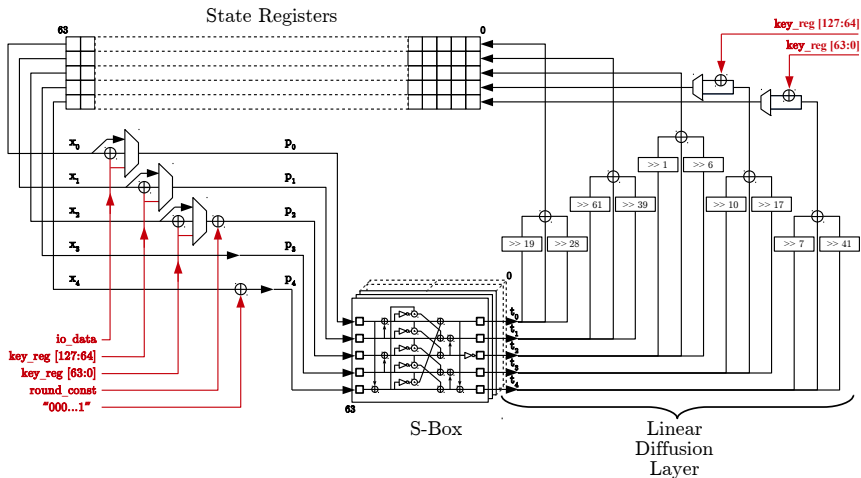 State Registers
63
0
key_reg [127:64]
key_reg [63:0]
x0
p0
x1
p1
x2
p2
x3
p3
x4
p4
>> 1
>> 6
>> 61
>> 39
>> 10
>> 17
>> 19
>> 28
>> 7
>> 41
0
t0
t1
t2
t3
t4
63
io_data
key_reg [127:64]
key_reg [63:0]
round_const
"000...1"
S-Box
Linear
Diffusion
Layer